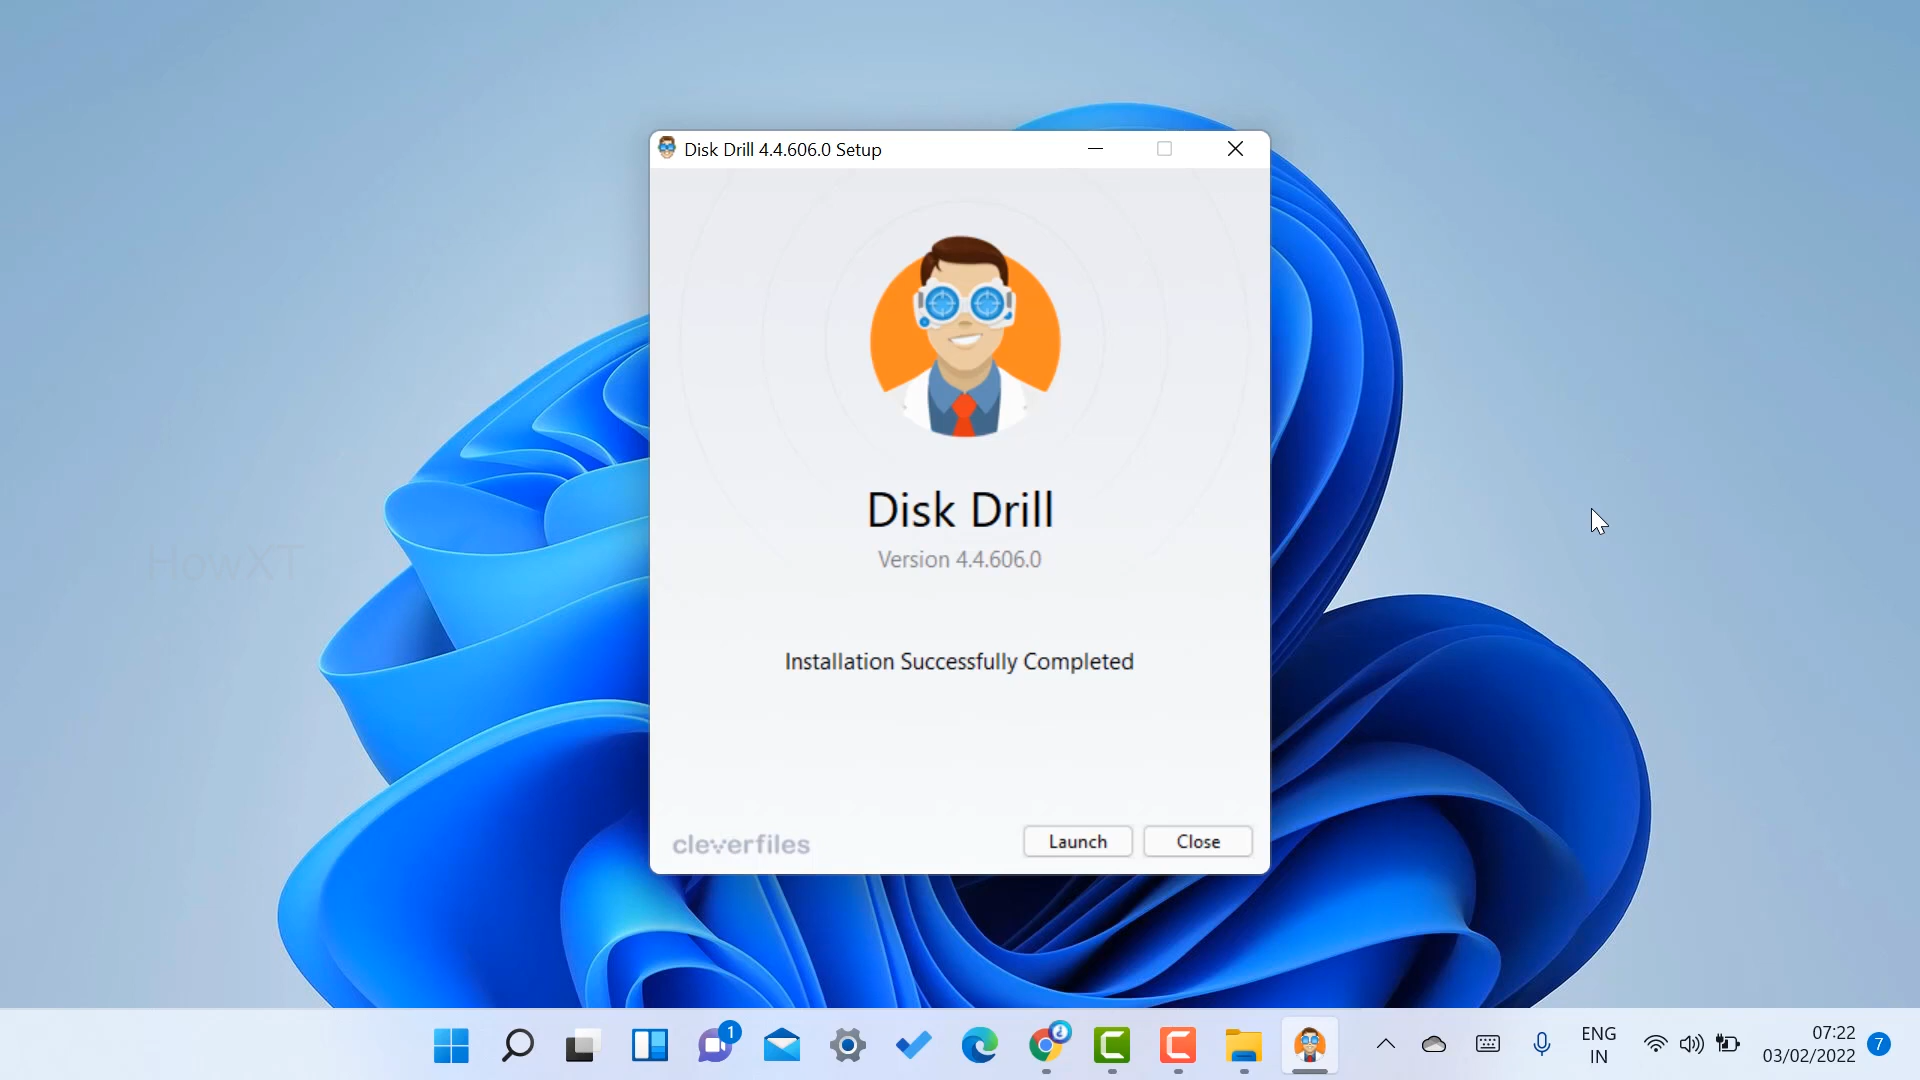 Disk Drill 4.4.606.0 Setup
Disk Drill
Version 4.4.606.0
HowXT
Installation Successfully Completed
cleverfiles
Launch
Close
1
ENG
IN
07:22
03/02/2022
7